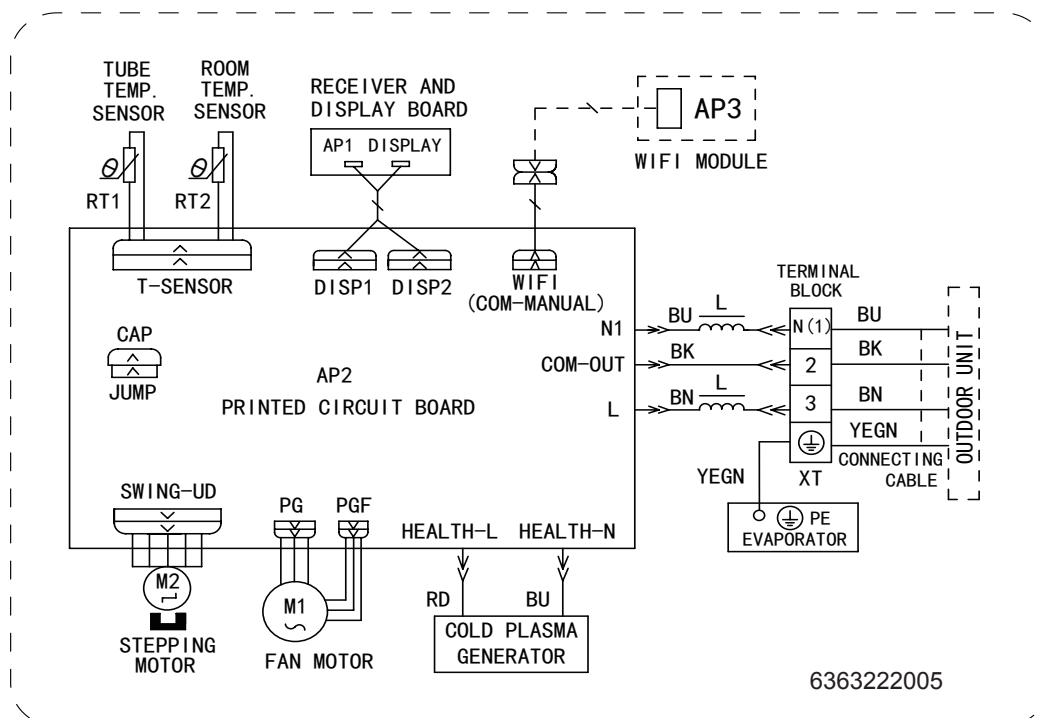 TUBE
TEMP.
SENSOR
ROOM
TEMP.
SENSOR
RECEIVER AND
DISPLAY BOARD
AP1 DISPLAY
AP3
WIFI MODULE
θ
RT1
θ
RT2
T-SENSOR
DISP1
DISP2
WIFI
(COM-MANUAL)
TERMINAL
BLOCK
CAP
JUMP
AP2
PRINTED CIRCUIT BOARD
N1
BU
L
N(1)
BU
COM-OUT
BK
2
BK
L
BN
L
3
BN
YEGN
XT
CONNECTING
CABLE
OUTDOOR UNIT
YEGN
PE
EVAPORATOR
SWING-UD
PG
PGF
HEALTH-L
HEALTH-N
M2
STEPPING
MOTOR
M1
FAN MOTOR
RD
BU
COLD PLASMA
GENERATOR
6363222005